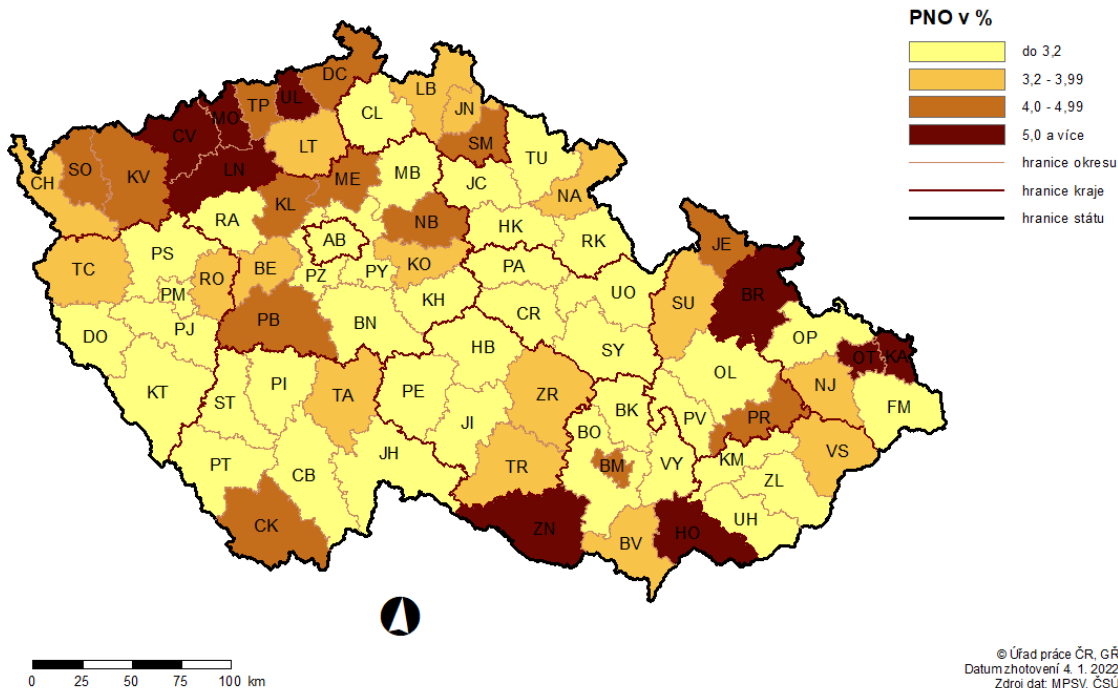 PNO v %
do 3,2
3,2 - 3,99
4,0 - 4,99
5,0 a více
hranice okresu
hranice kraje
hranice státu
DC
UL
LB
TP
JN
MO
CL
CV
LT
SM
TU
LN
SO
ME
MB
KV
CH
JC
NA
KL
RA
NB
HK
AB
RK
JE
PS
KO
TC
RO
BE
PZ
PY
PA
PM
KH
UO
SU
BR
PB
BN
CR
PJ
DO
OP
HB
SY
OT
KA
OL
NJ
KT
PI
TA
PE
ZR
FM
ST
JI
BK
PV
PR
BO
JH
VS
PT
CB
TR
BM
VY
KM
ZL
CK
ZN
HO
UH
BV
0 25 50 75 100 km
© Úřad práce ČR, GŘ
Datum zhotovení 4. 1. 2022
Zdroj dat: MPSV, ČSÚ